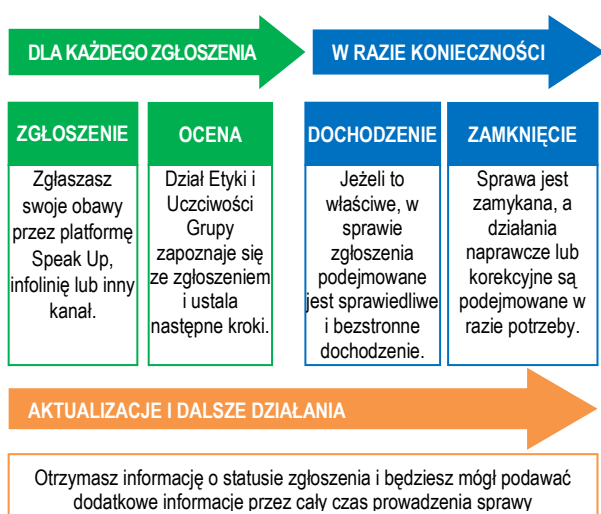 DLA KAŻDEGO ZGŁOSZENIA
W RAZIE KONIECZNOŚCI
ZGŁOSZENIE
Zgłaszasz
swoje obawy
przez platformę
Speak Up,
infolinię lub inny
kanał.
OCENA
Dział Etyki i
Uczciwości
Grupy
zapoznaje się
ze zgłoszeniem
i ustala
następne kroki.
DOCHODZENIE
Jeżeli to
właściwe, w
sprawie
zgłoszenia
podejmowane
jest sprawiedliwe
i bezstronne
dochodzenie.
ZAMKNIĘCIE
Sprawa jest
zamykana, a
działania
naprawcze lub
korekcyjne są
podejmowane w
razie potrzeby.
AKTUALIZACJE I DALSZE DZIAŁANIA
Otrzymasz informację o statusie zgłoszenia i będziesz mógł podawać
dodatkowe informacje przez cały czas prowadzenia sprawy